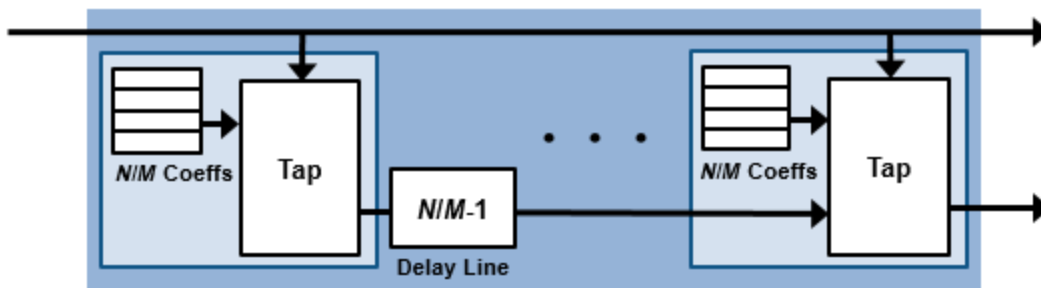 N/M Coeffs
Tap
N/M-1
Delay Line
N/M Coeffs
Tap